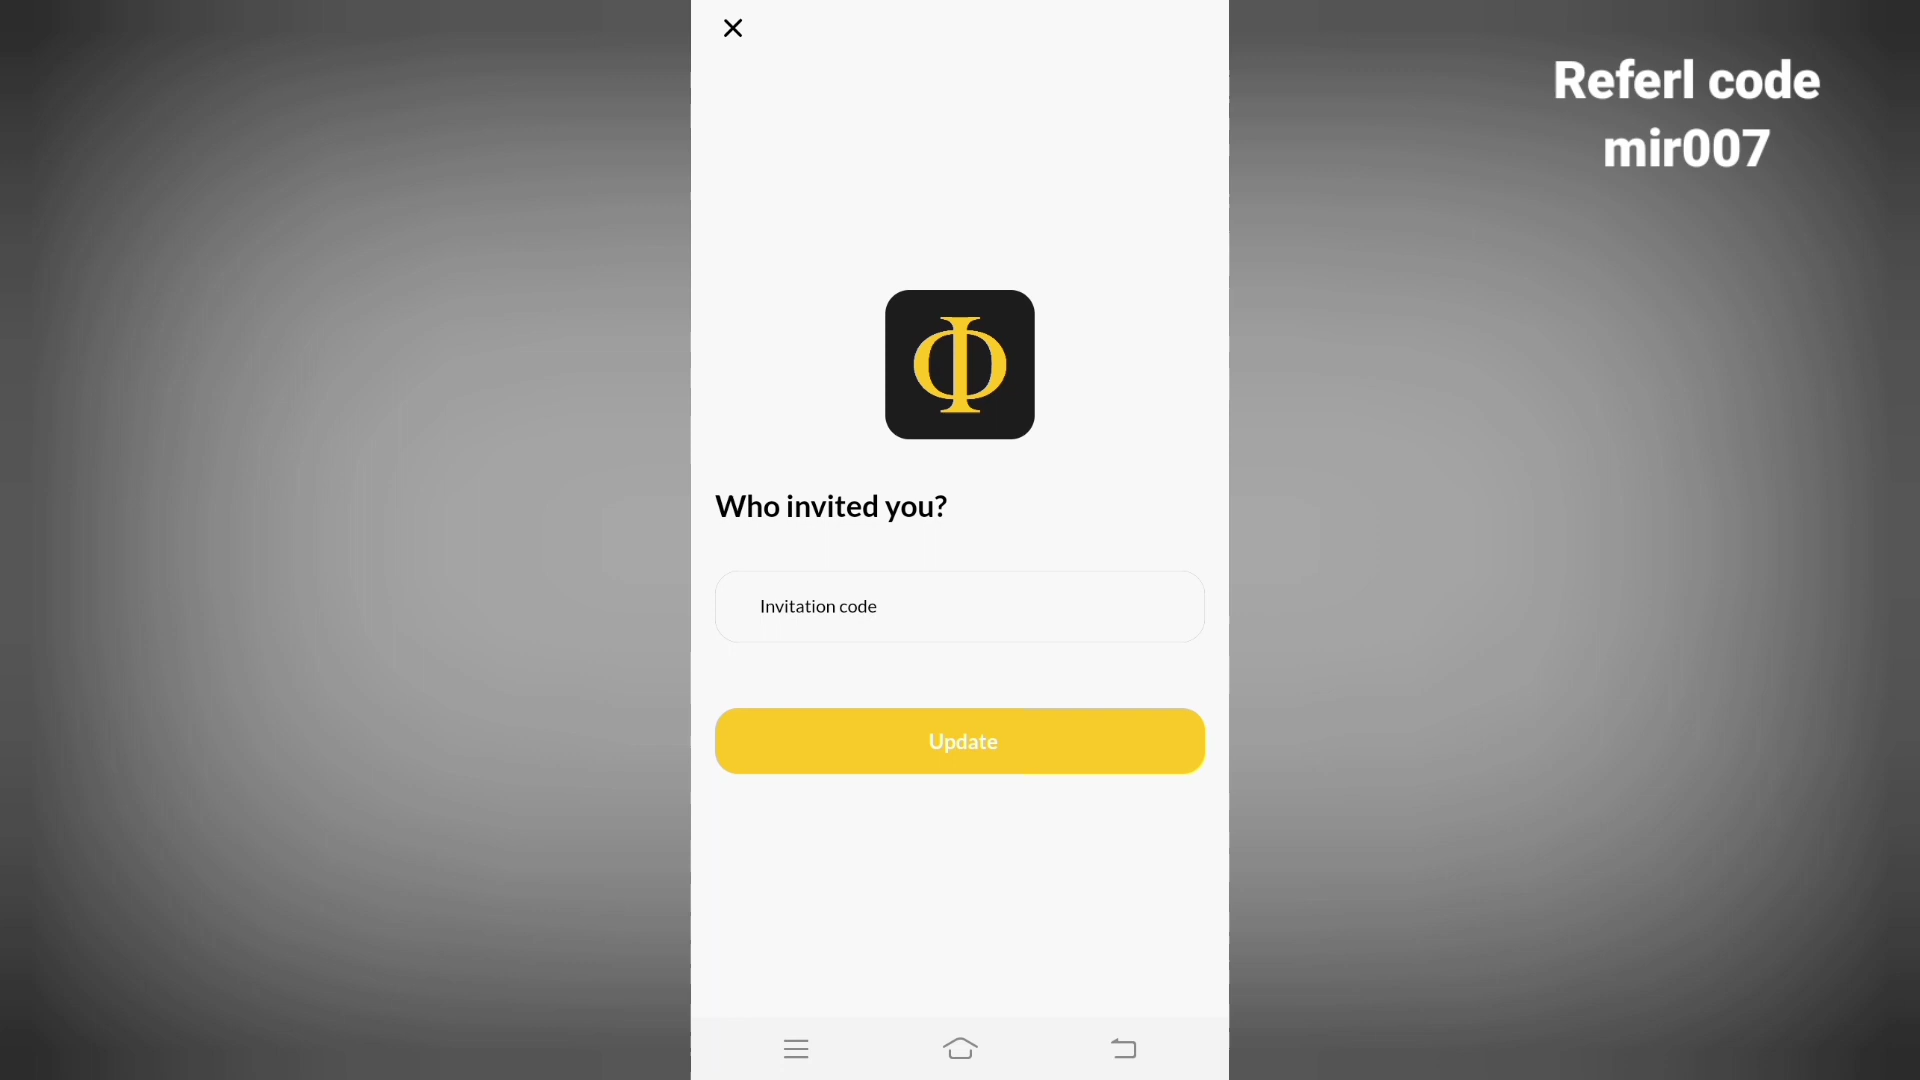 Referl code
mir007
Φ
Who invited you?
Invitation code
Update